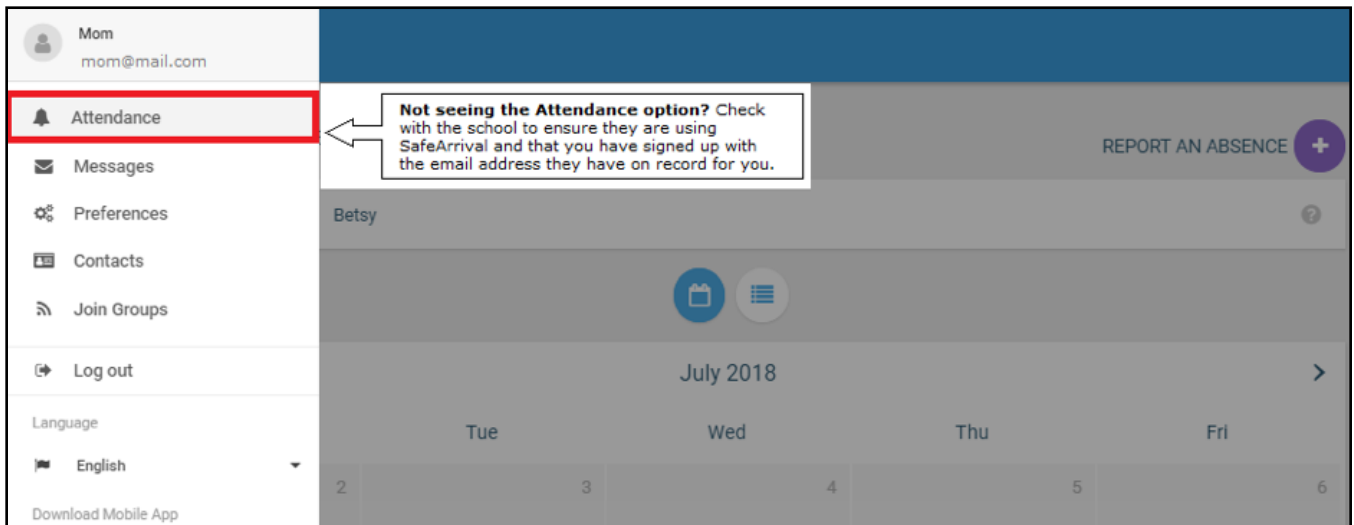 Mom
mom@mail.com
Attendance
Messages
Preferences
Contacts
Join Groups
Log out
Language
English
Download Mobile App
Not seeing the Attendance option? Check
with the school to ensure they are using
SafeArrival and that you have signed up with
the email address they have on record for you.
REPORT AN ABSENCE +
Betsy ?
July 2018 >
Tue Wed Thu Fri
2 3 4 5 6